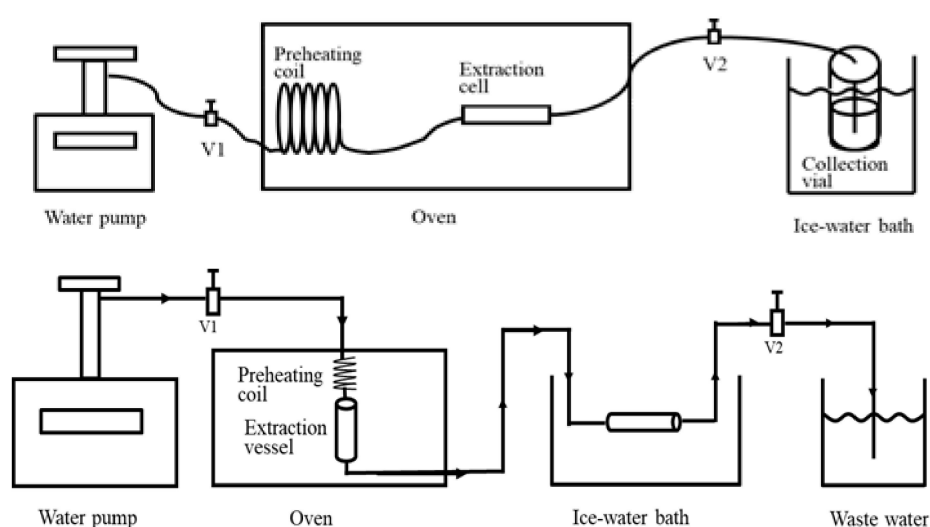 Preheating
coil
Extraction
cell
V1
V2
Collection
vial
Water pump
Oven
Ice-water bath
V1
V2
Preheating
coil
Extraction
vessel
Water pump
Oven
Ice-water bath
Waste water